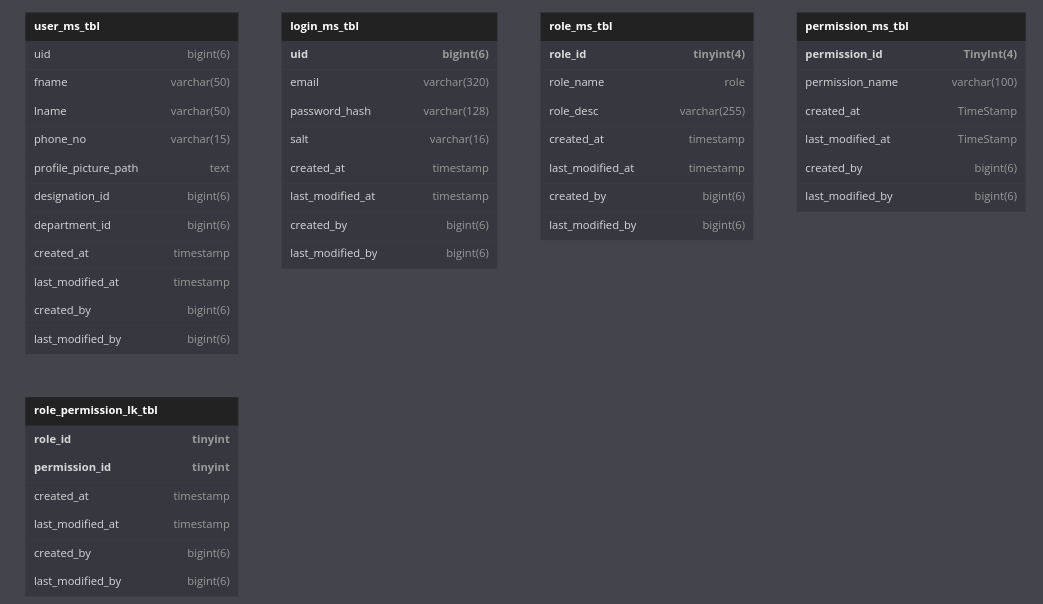 user_ms_tbl
uid bigint(6)
fname varchar(50)
lname varchar(50)
phone_no varchar(15)
profile_picture_path text
designation_id bigint(6)
department_id bigint(6)
created_at timestamp
last_modified_at timestamp
created_by bigint(6)
last_modified_by bigint(6)
login_ms_tbl
uid bigint(6)
email varchar(320)
password_hash varchar(128)
salt varchar(16)
created_at timestamp
last_modified_at timestamp
created_by bigint(6)
last_modified_by bigint(6)
role_ms_tbl
role_id tinyint(4)
role_name role
role_desc varchar(255)
created_at timestamp
last_modified_at timestamp
created_by bigint(6)
last_modified_by bigint(6)
permission_ms_tbl
permission_id TinyInt(4)
permission_name varchar(100)
created_at TimeStamp
last_modified_at TimeStamp
created_by bigint(6)
last_modified_by bigint(6)
role_permission_lk_tbl
role_id tinyint
permission_id tinyint
created_at timestamp
last_modified_at timestamp
created_by bigint(6)
last_modified_by bigint(6)